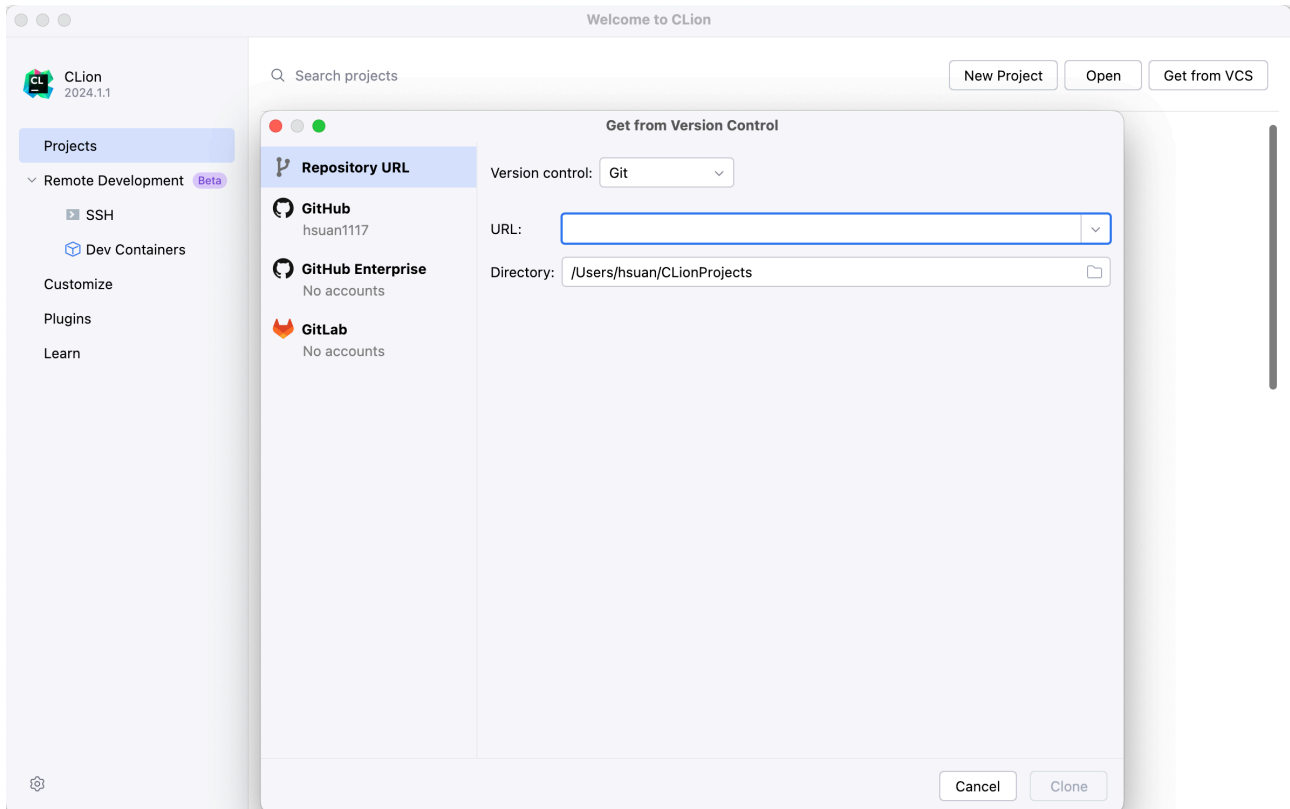 Welcome to CLion
CL
CLion
2024.1.1
Search projects
New Project
Open
Get from VCS
Projects
Remote Development Beta
SSH
Dev Containers
Customize
Plugins
Learn
Get from Version Control
Repository URL
GitHub
hsuan1117
GitHub Enterprise
No accounts
GitLab
No accounts
Version control: Git
URL:
Directory: /Users/hsuan/CLionProjects
Cancel
Clone